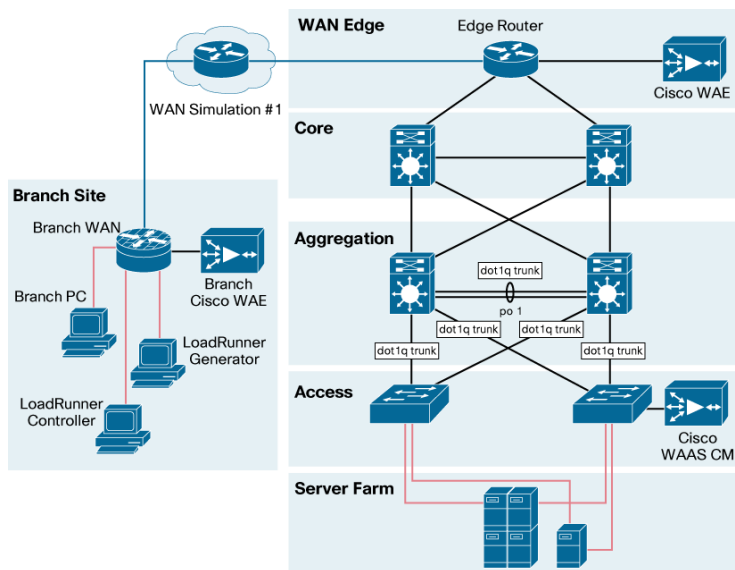 WAN Edge
Edge Router
Cisco WAE
WAN Simulation #1
Core
Branch Site
Branch WAN
Branch
Cisco WAE
Branch PC
LoadRunner
Generator
LoadRunner
Controller
Aggregation
dot1q trunk
po 1
dot1q trunk
dot1q trunk
dot1q trunk
dot1q trunk
Access
Cisco
WAAS CM
Server Farm